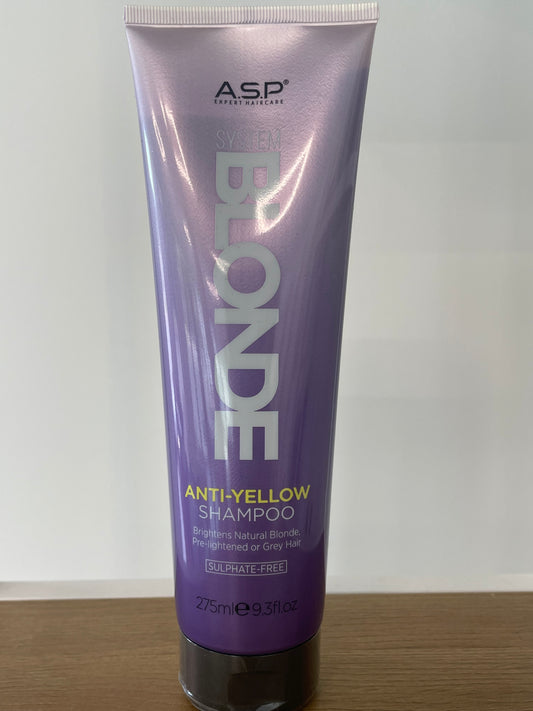 A.S.P®
EXPERT HAIRCARE
SYSTEM
BLONDE
ANTI-YELLOW
SHAMPOO
Brightens Natural Blonde,
Pre-lightened or Grey Hair
SULPHATE-FREE
275ml℮9.3fl.oz